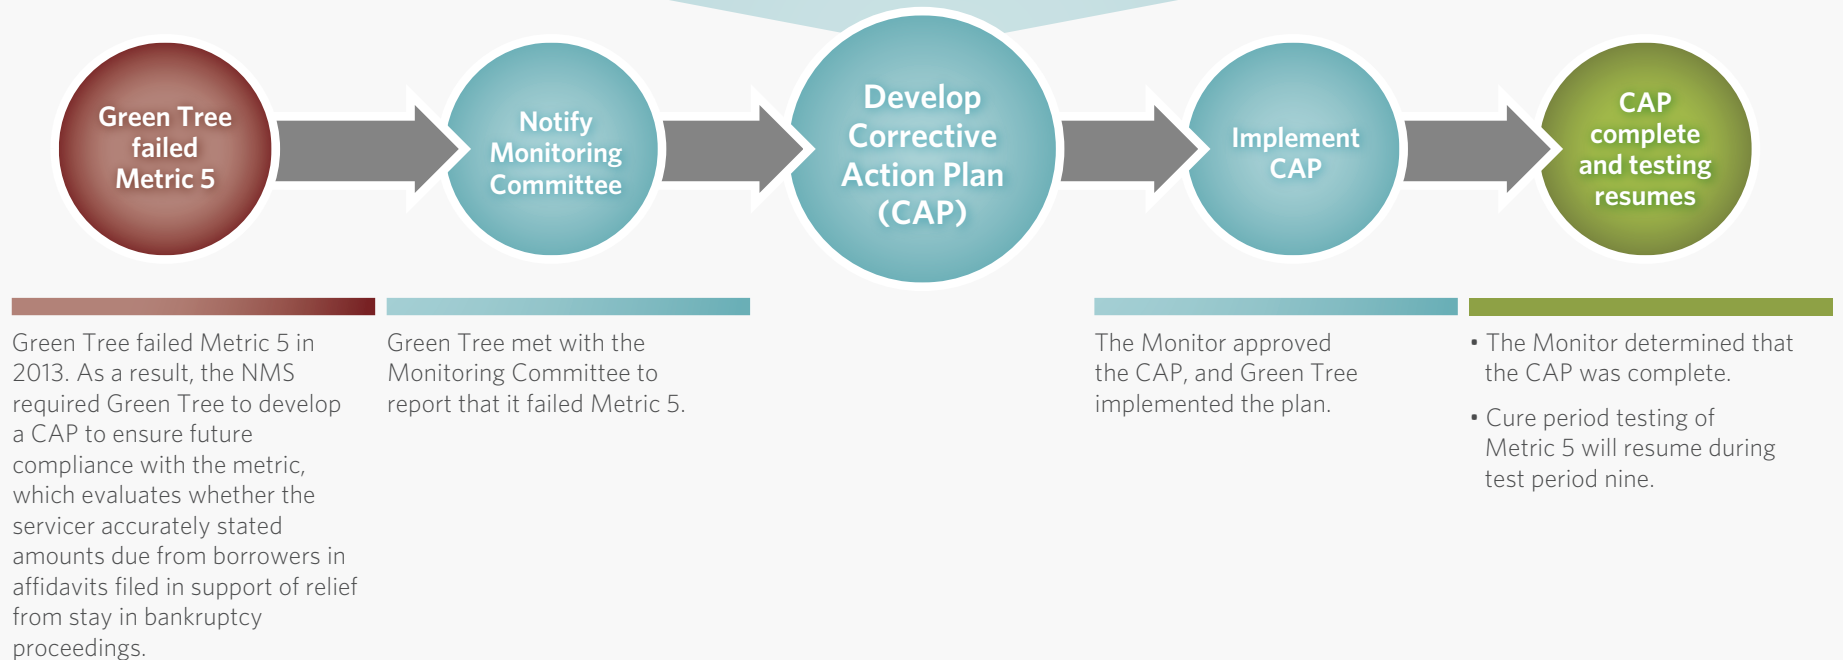 Green Tree
failed
Metric 5
Notify
Monitoring
Committee
Develop
Corrective
Action Plan
(CAP)
Implement
CAP
CAP
complete
and testing
resumes
Green Tree failed Metric 5 in
2013. As a result, the NMS
required Green Tree to develop
a CAP to ensure future
compliance with the metric,
which evaluates whether the
servicer accurately stated
amounts due from borrowers in
affidavits filed in support of relief
from stay in bankruptcy
proceedings.
Green Tree met with the
Monitoring Committee to
report that it failed Metric 5.
The Monitor approved
the CAP, and Green Tree
implemented the plan.
• The Monitor determined that
the CAP was complete.
• Cure period testing of
Metric 5 will resume during
test period nine.